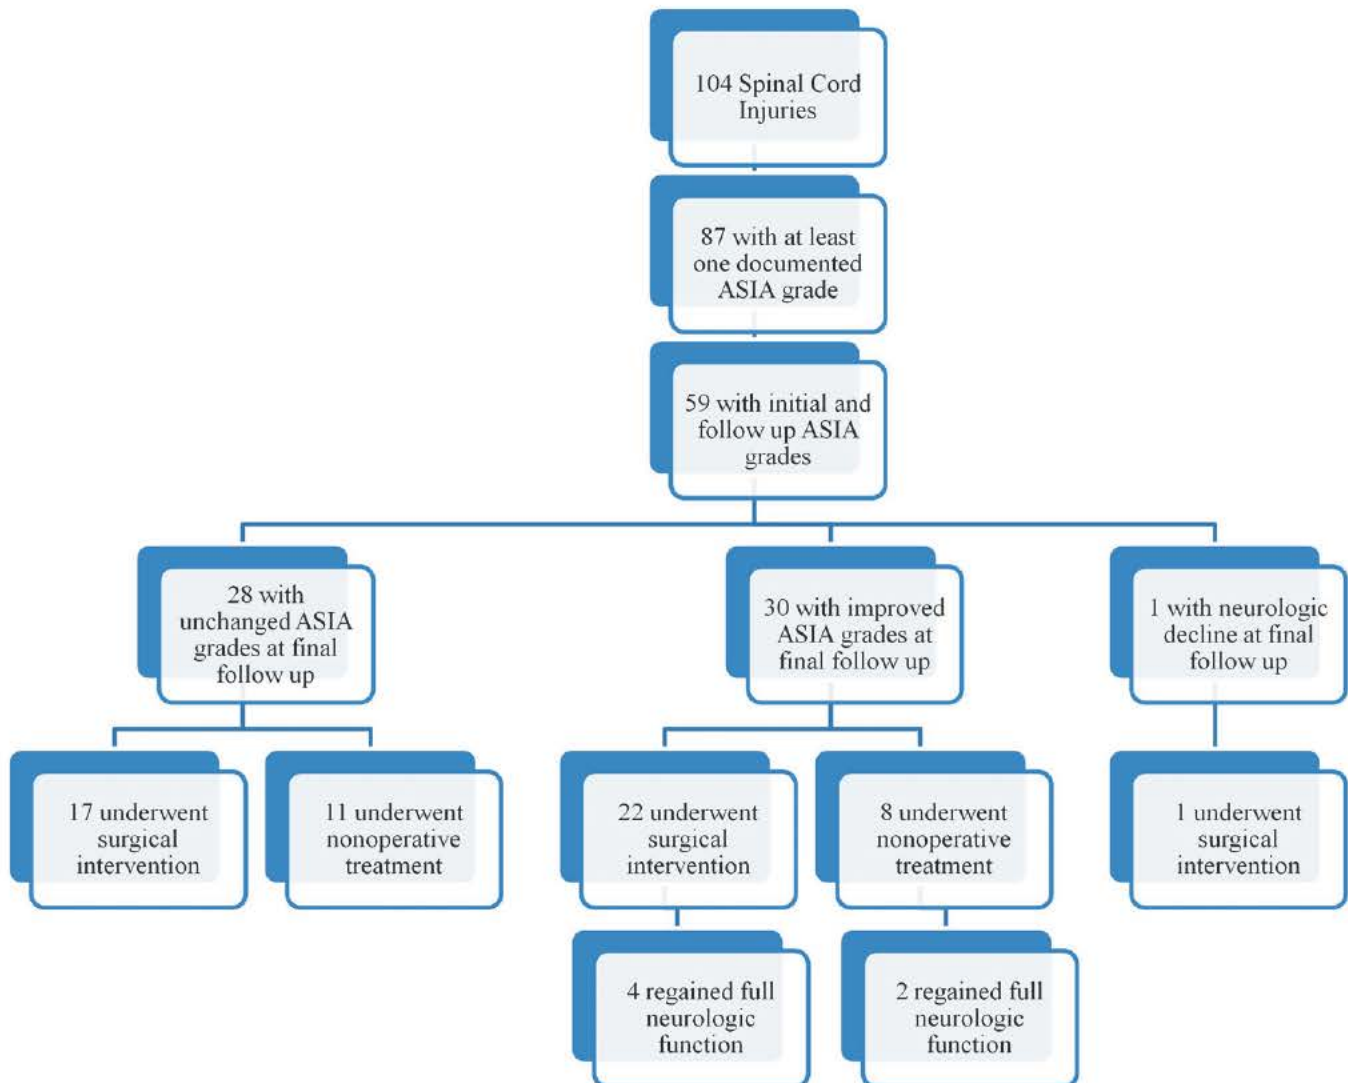 104 Spinal Cord
Injuries
87 with at least
one documented
ASIA grade
59 with initial and
follow up ASIA
grades
28 with
unchanged ASIA
grades at final
follow up
30 with improved
ASIA grades at
final follow up
1 with neurologic
decline at final
follow up
17 underwent
surgical
intervention
11 underwent
nonoperative
treatment
22 underwent
surgical
intervention
8 underwent
nonoperative
treatment
1 underwent
surgical
intervention
4 regained full
neurologic
function
2 regained full
neurologic
function